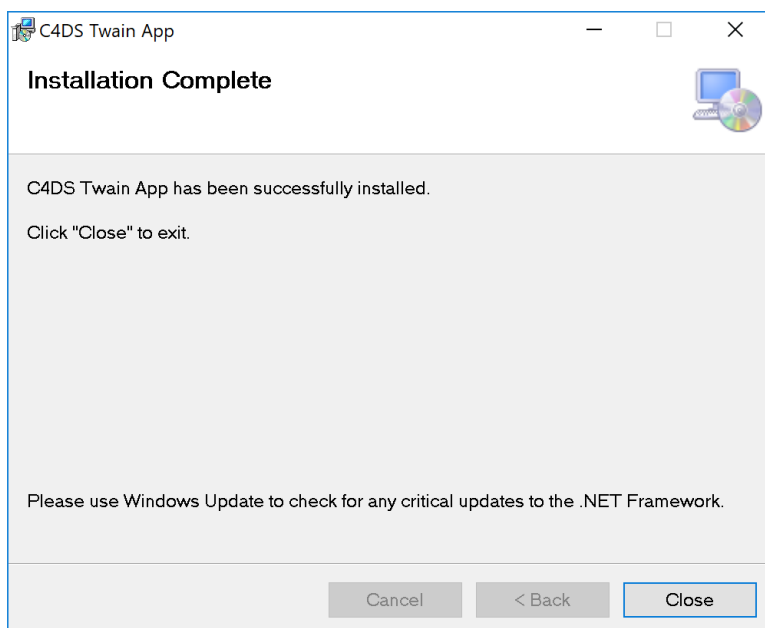 C4DS Twain App
Installation Complete
C4DS Twain App has been successfully installed.
Click "Close" to exit.
Please use Windows Update to check for any critical updates to the .NET Framework.
Cancel
< Back
Close